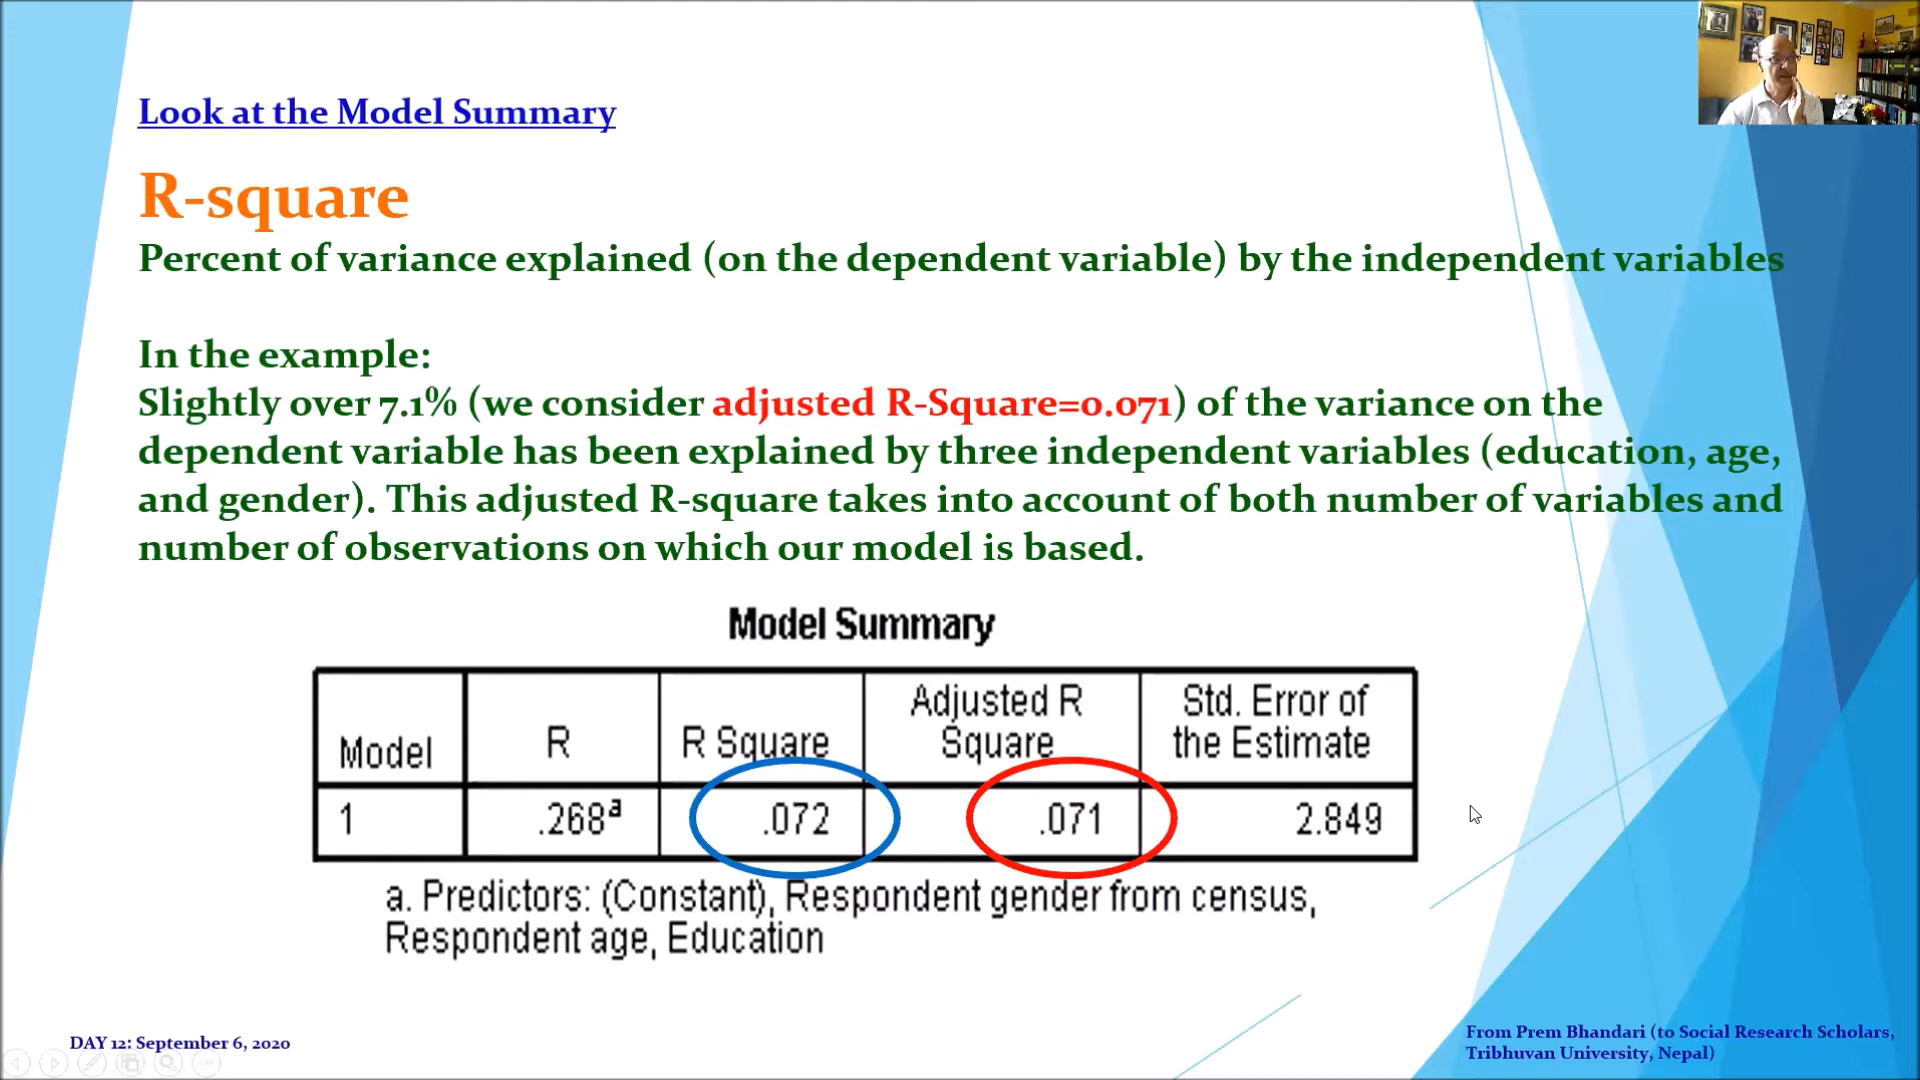 Look at the Model Summary
R-square
Percent of variance explained (on the dependent variable) by the independent variables
In the example:
Slightly over 7.1% (we consider adjusted R-Square=0.071) of the variance on the
dependent variable has been explained by three independent variables (education, age,
and gender). This adjusted R-square takes into account of both number of variables and
number of observations on which our model is based.
Model Summary
Model R R Square Adjusted R Square Std. Error of the Estimate
1 .268a .072 .071 2.849
a. Predictors: (Constant), Respondent gender from census,
Respondent age, Education
DAY 12: September 6, 2020
From Prem Bhandari (to Social Research Scholars,
Tribhuvan University, Nepal)